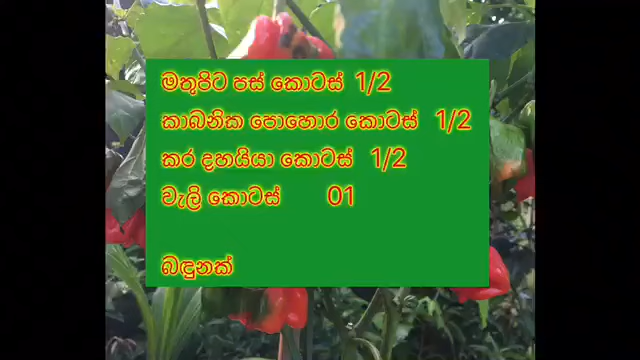 මතුපිට පස් කොටස් 1/2
කාබනික පොහොර කොටස් 1/2
කර දහයියා කොටස් 1/2
වැලි කොටස් 01
බඳුනක්